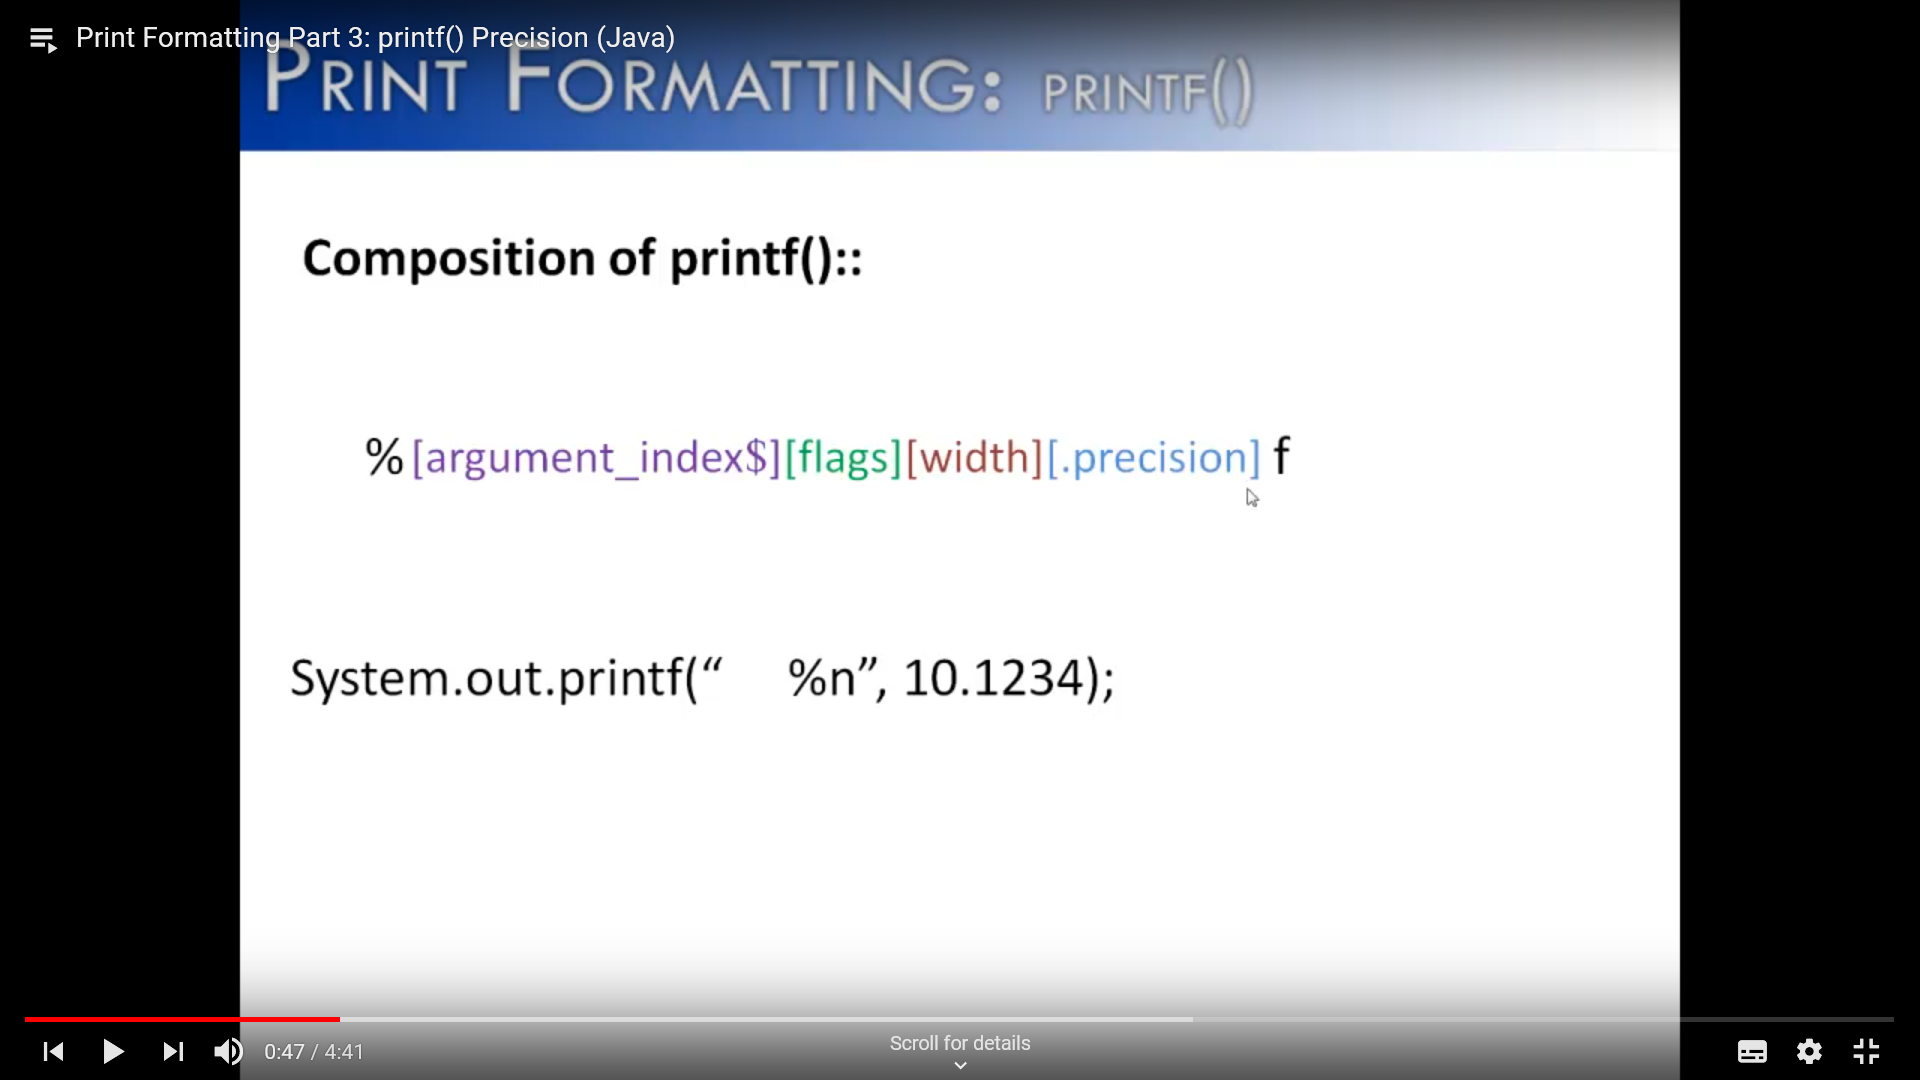 Print Formatting Part 3: printf() Precision (Java)
PRINT FORMATTING: PRINTF()
Composition of printf()::
%[argument_index$][flags][width][.precision] f
System.out.printf(“ %n”, 10.1234);
Scroll for details
0:47 / 4:41